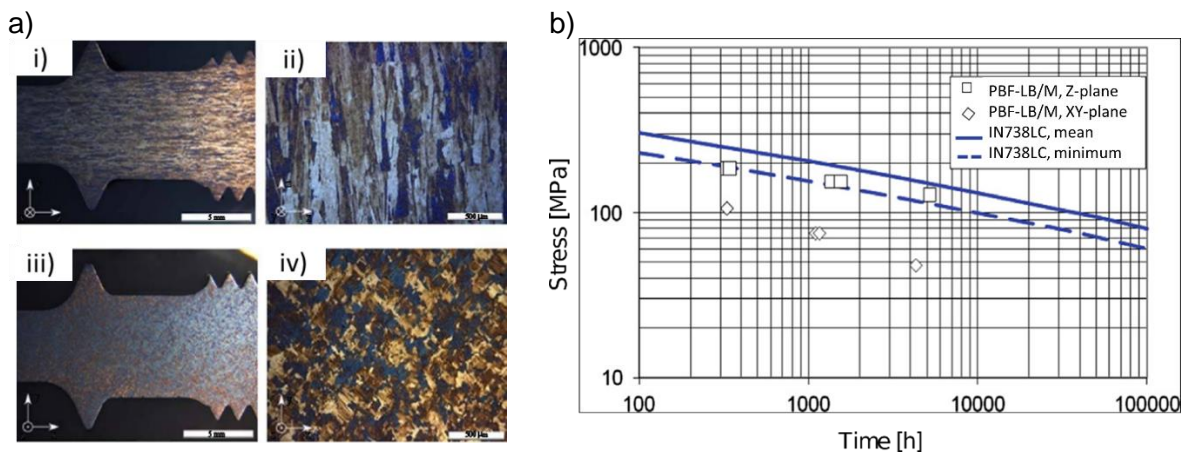 a)
i)
5 mm
ii)
500 µm
iii)
5 mm
iv)
500 µm
b)
1000
100
10
Stress [MPa]
PBF-LB/M, Z-plane
PBF-LB/M, XY-plane
IN738LC, mean
IN738LC, minimum
100
1000
10000
100000
Time [h]